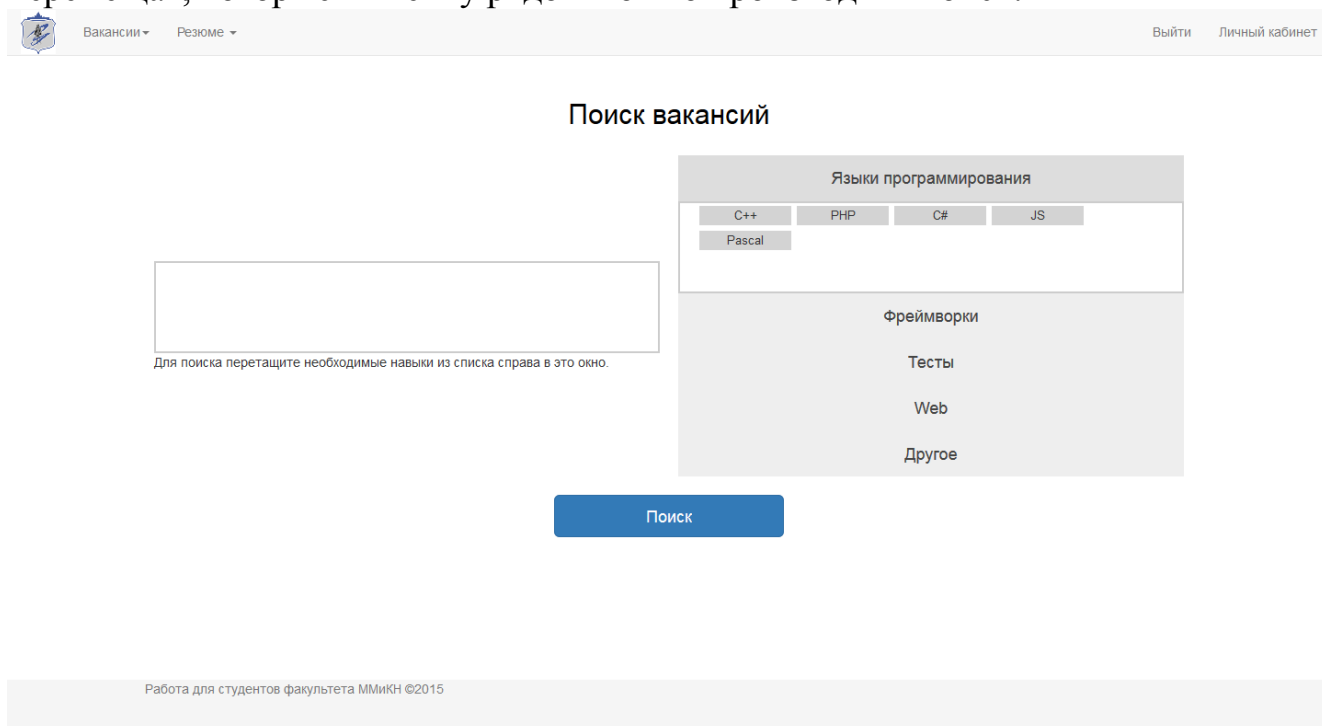 Вакансии Резюме Выйти Личный кабинет
Поиск вакансий
Языки программирования
C++ PHP C# JS
Pascal
Для поиска перетащите необходимые навыки из списка справа в это окно.
Фреймворки
Тесты
Web
Другое
Поиск
Работа для студентов факультета ММиКН ©2015